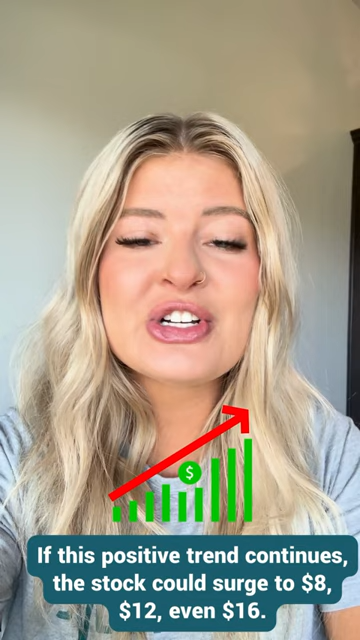 $
If this positive trend continues,
the stock could surge to $8,
$12, even $16.